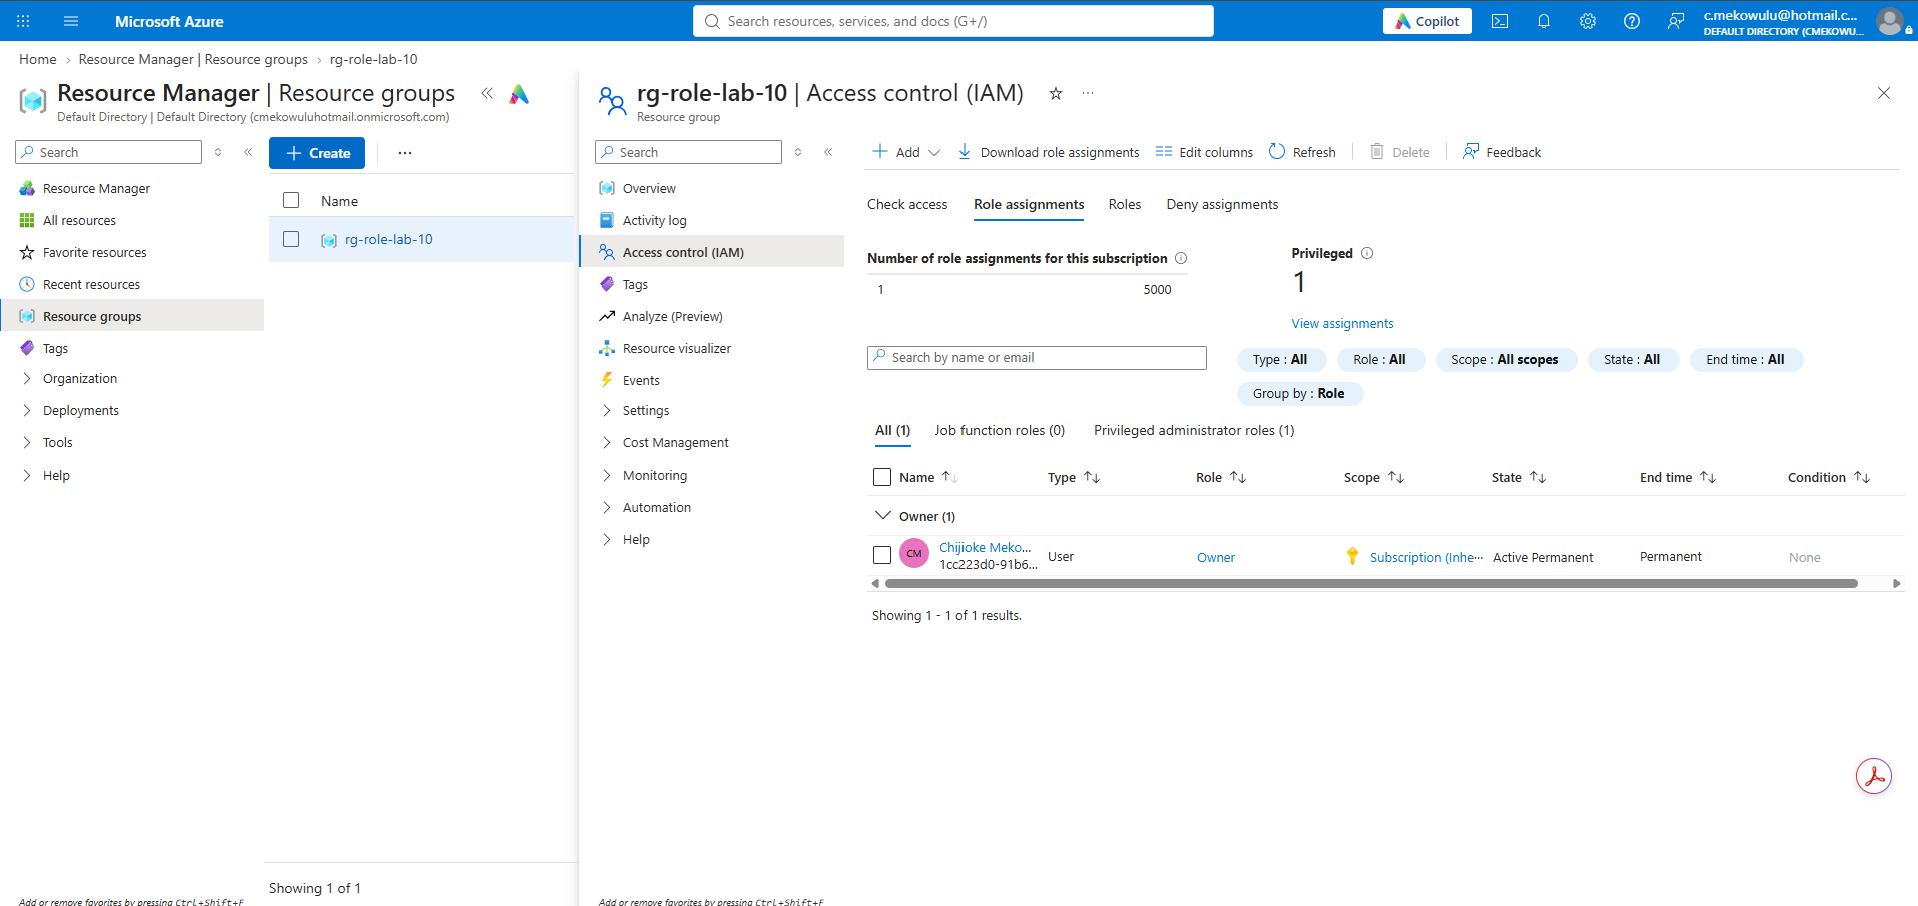 Microsoft Azure
Search resources, services, and docs (G+/)
Copilot
c.mekowulu@hotmail.c...
DEFAULT DIRECTORY (CMEKOWU...
Home > Resource Manager | Resource groups > rg-role-lab-10
Resource Manager | Resource groups
Default Directory | Default Directory (cmekowuluhotmail.onmicrosoft.com)
Search
Resource Manager
All resources
Favorite resources
Recent resources
Resource groups
Tags
Organization
Deployments
Tools
Help
Add or remove favorites by pressing Ctrl+Shift+F
+ Create
...
Name
rg-role-lab-10
Showing 1 of 1
rg-role-lab-10 | Access control (IAM)
...
Resource group
Search
Overview
Activity log
Access control (IAM)
Tags
Analyze (Preview)
Resource visualizer
Events
Settings
Cost Management
Monitoring
Automation
Help
Add or remove favorites by pressing Ctrl+Shift+F
Add Download role assignments Edit columns Refresh Delete Feedback
Check access Role assignments Roles Deny assignments
Number of role assignments for this subscription
1 5000
Privileged
1
View assignments
Search by name or email
Type : All Role : All Scope : All scopes State : All End time : All
Group by : Role
All (1) Job function roles (0) Privileged administrator roles (1)
Name Type Role Scope State End time Condition
Owner (1)
CM Chijioke Meko... User Owner Subscription (Inhe... Active Permanent Permanent None
1cc223d0-91b6...
Showing 1 - 1 of 1 results.